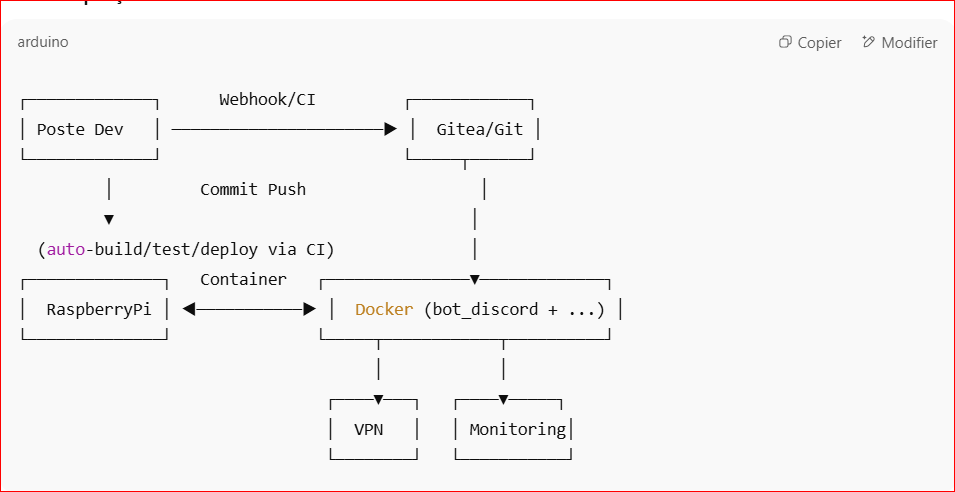 arduino Copier Modifier
Webhook/CI
Poste Dev Gitea/Git
Commit Push
(auto-build/test/deploy via CI)
Container
RaspberryPi Docker (bot_discord + ...)
VPN Monitoring